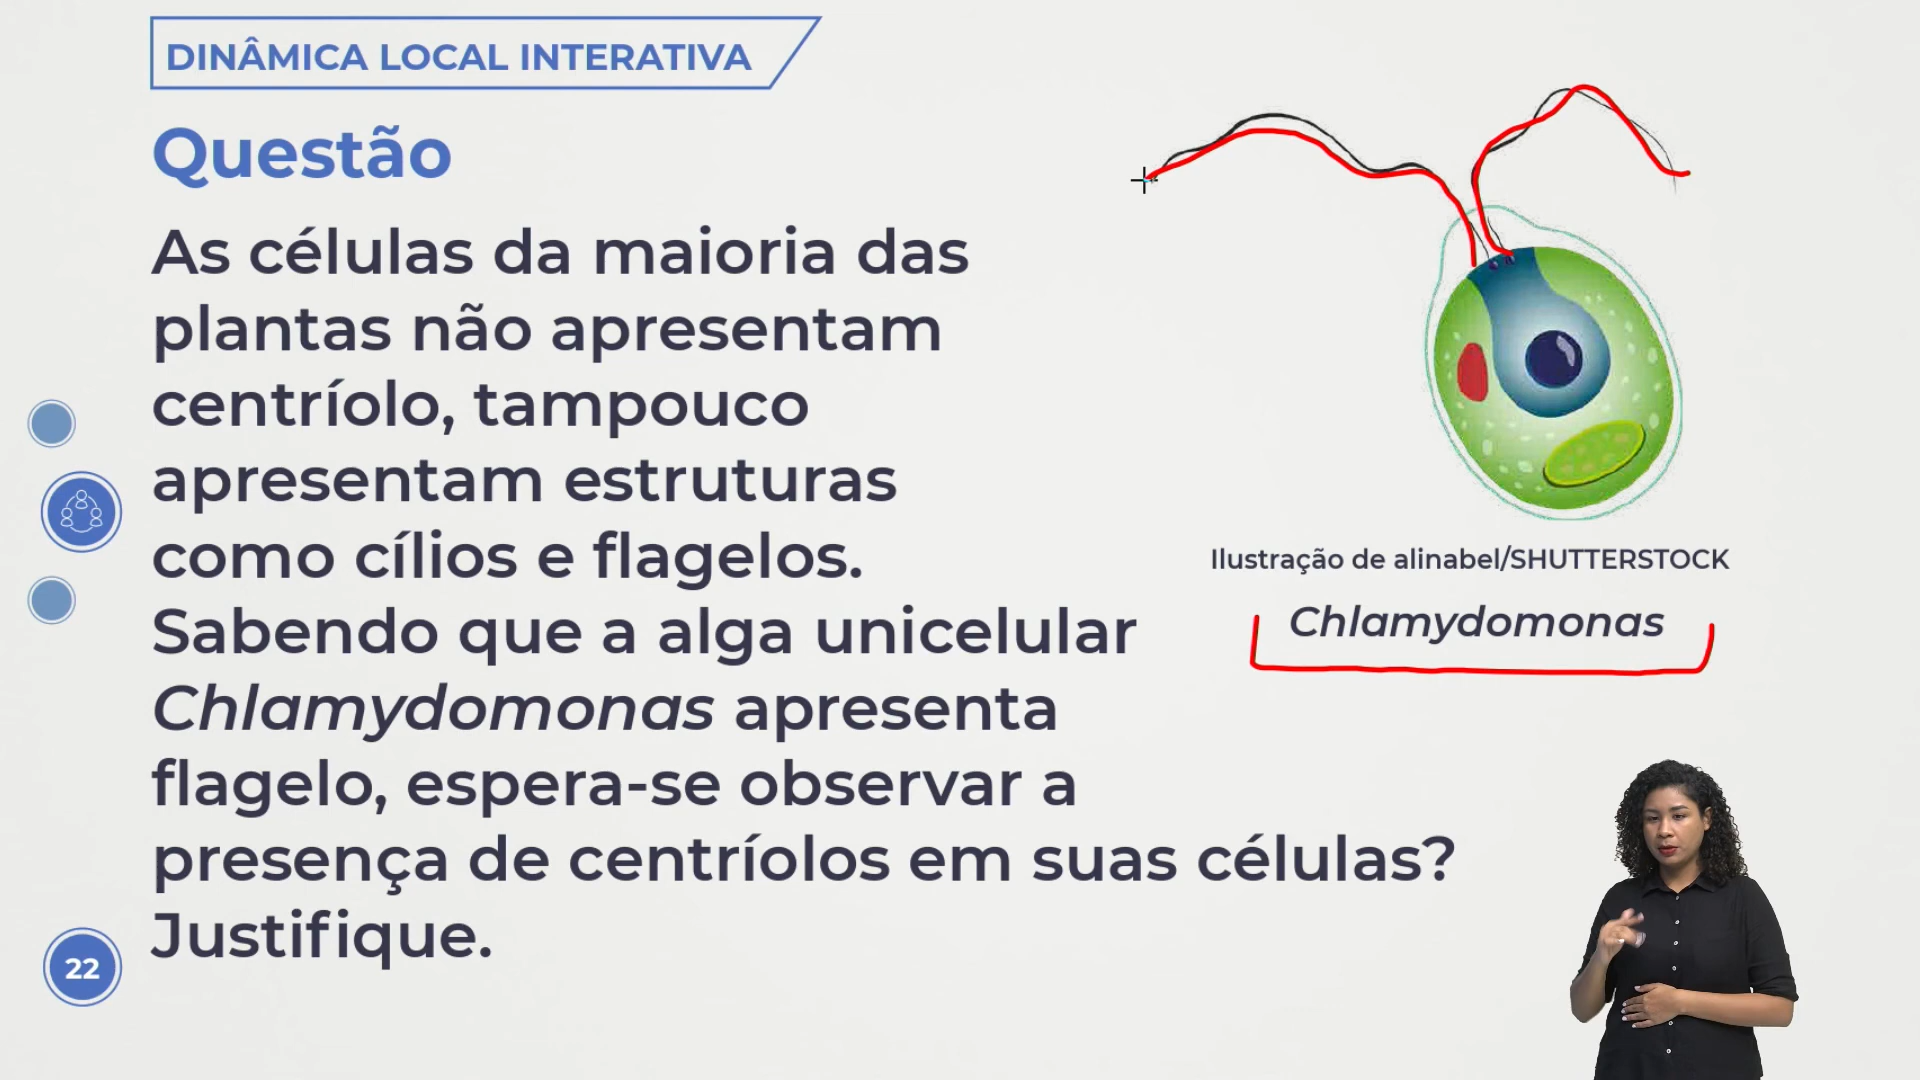 DINÂMICA LOCAL INTERATIVA
Questão
As células da maioria das
plantas não apresentam
centríolo, tampouco
apresentam estruturas
como cílios e flagelos.
Sabendo que a alga unicelular
Chlamydomonas apresenta
flagelo, espera-se observar a
presença de centríolos em suas células?
Justifique.
Ilustração de alinabel/SHUTTERSTOCK
Chlamydomonas
22